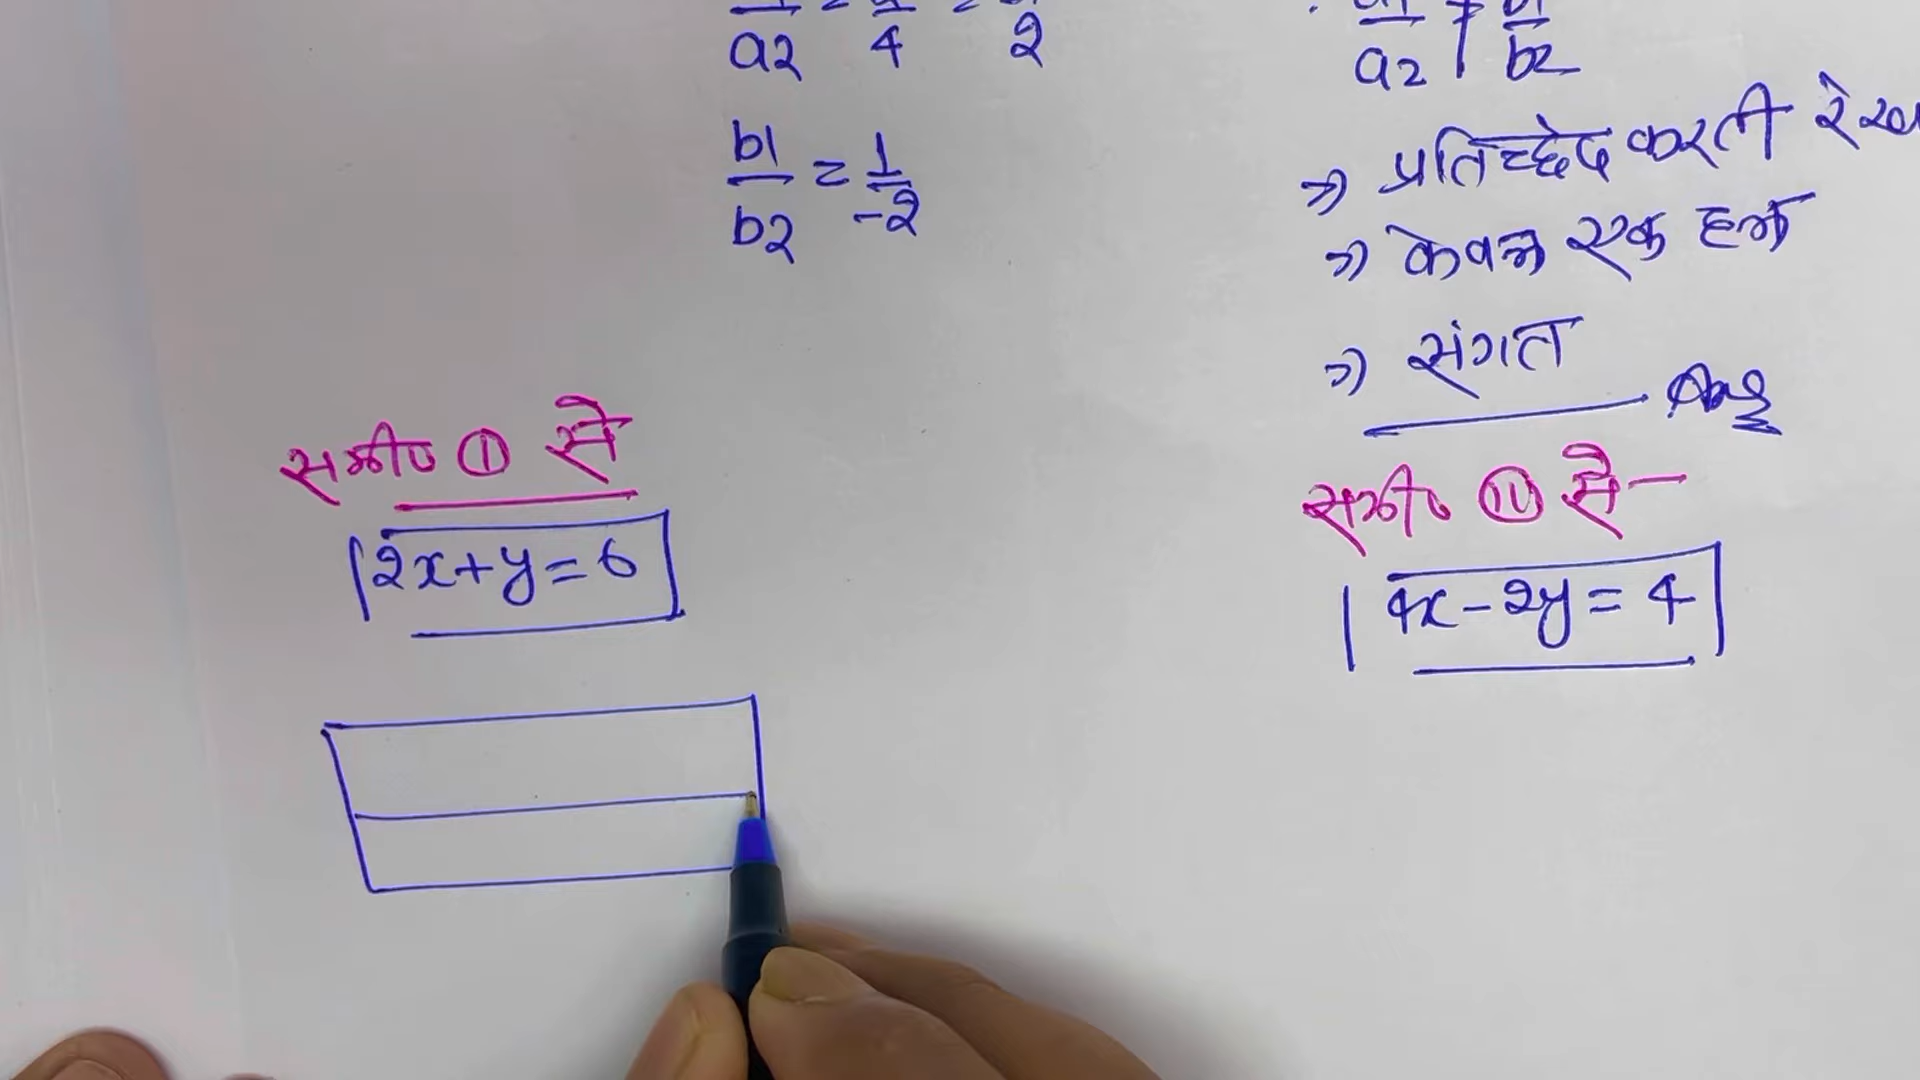 a2 4 2
a2 b2
b1/b2 = 1/-2
⇒ प्रतिच्छेद करती
⇒ केवल एक हल
⇒ संगत
समी० ① से
समी० ⑪ से-
2x+y=6
4x-2y=4